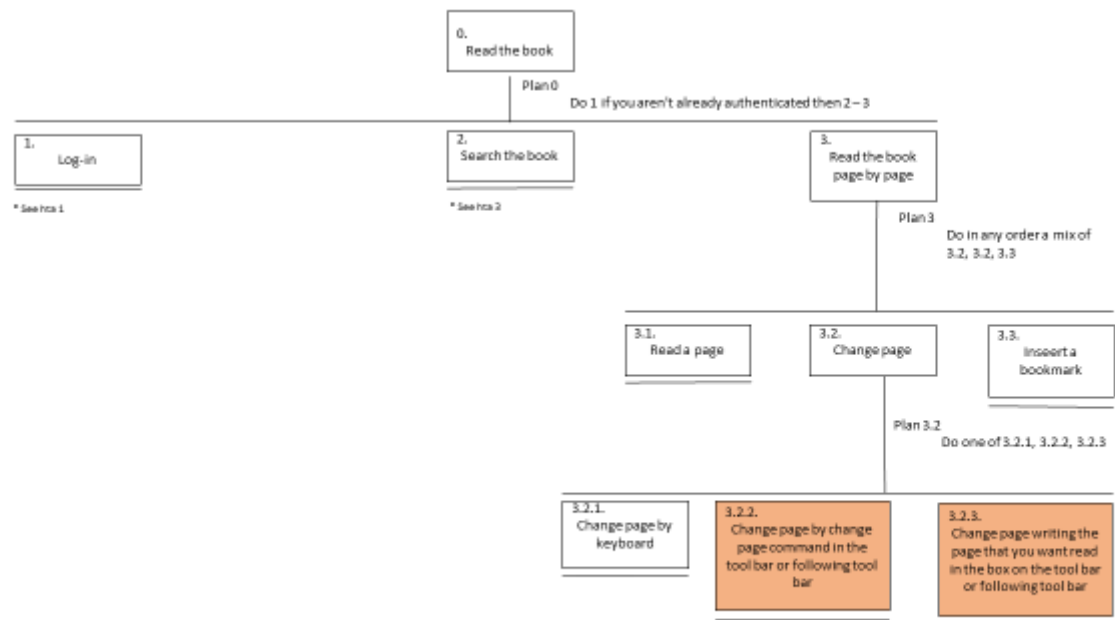 0.
Read the book
Plan 0
Do 1 if you aren't already authenticated then 2 – 3
1.
Log-in
* See hta 1
2.
Search the book
* See hta 3
3.
Read the book
page by page
Plan 3
Do in any order a mix of
3.2, 3.2, 3.3
3.1.
Read a page
3.2.
Change page
3.3.
Inseert a
bookmark
Plan 3.2
Do one of 3.2.1, 3.2.2, 3.2.3
3.2.1.
Change page by
keyboard
3.2.2.
Change page by change
page command in the
tool bar or following tool
bar
3.2.3.
Change page writing the
page that you want read
in the box on the tool bar
or following tool bar